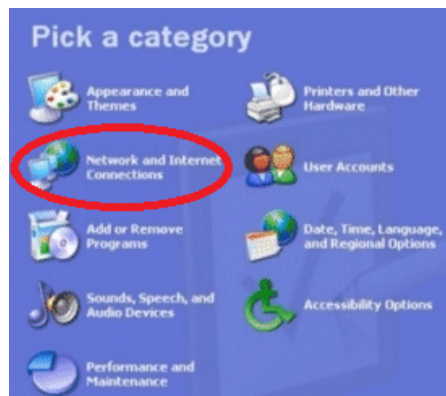 Pick a category
Appearance and
Themes
Printers and Other
Hardware
Network and Internet
Connections
User Accounts
Add or Remove
Programs
Date, Time, Language,
and Regional Options
Sounds, Speech, and
Audio Devices
Accessibility Options
Performance and
Maintenance